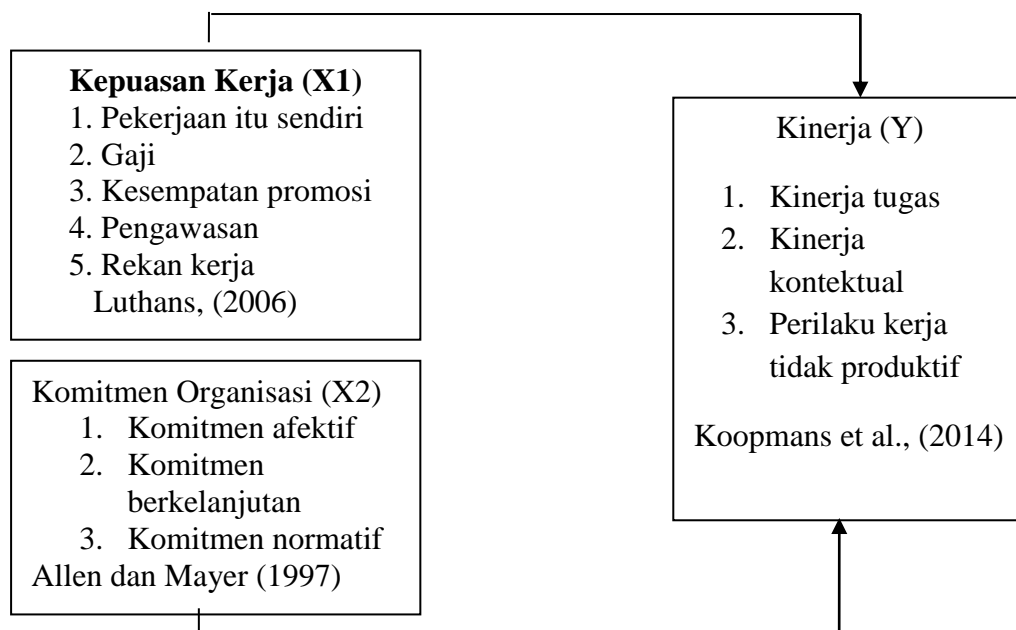 Kepuasan Kerja (X1)
1. Pekerjaan itu sendiri
2. Gaji
3. Kesempatan promosi
4. Pengawasan
5. Rekan kerja
Luthans, (2006)
Komitmen Organisasi (X2)
1. Komitmen afektif
2. Komitmen
berkelanjutan
3. Komitmen normatif
Allen dan Mayer (1997)
Kinerja (Y)
1. Kinerja tugas
2. Kinerja
kontektual
3. Perilaku kerja
tidak produktif
Koopmans et al., (2014)